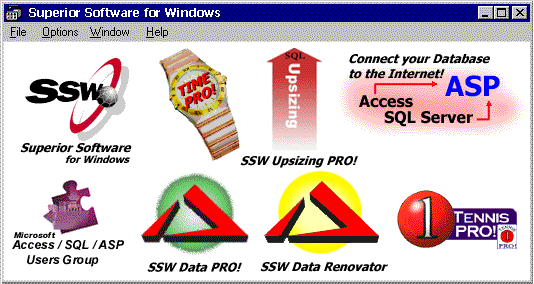 Superior Software for Windows
File Options Window Help
SSW
Superior Software
for Windows
TIME
PRO!
SQL
Upsizing
SSW Upsizing PRO!
Connect your Database
to the Internet!
ASP
Access
SQL Server
Microsoft
Access / SQL / ASP
Users Group
SSW Data PRO!
SSW Data Renovator
1
TENNIS
PRO!
1
PRO!